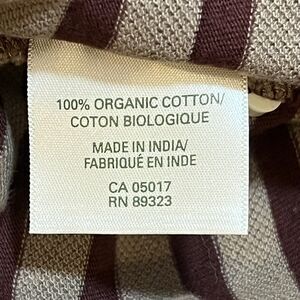 100% ORGANIC COTTON/
COTON BIOLOGIQUE
MADE IN INDIA/
FABRIQUÉ EN INDE
CA 05017
RN 89323